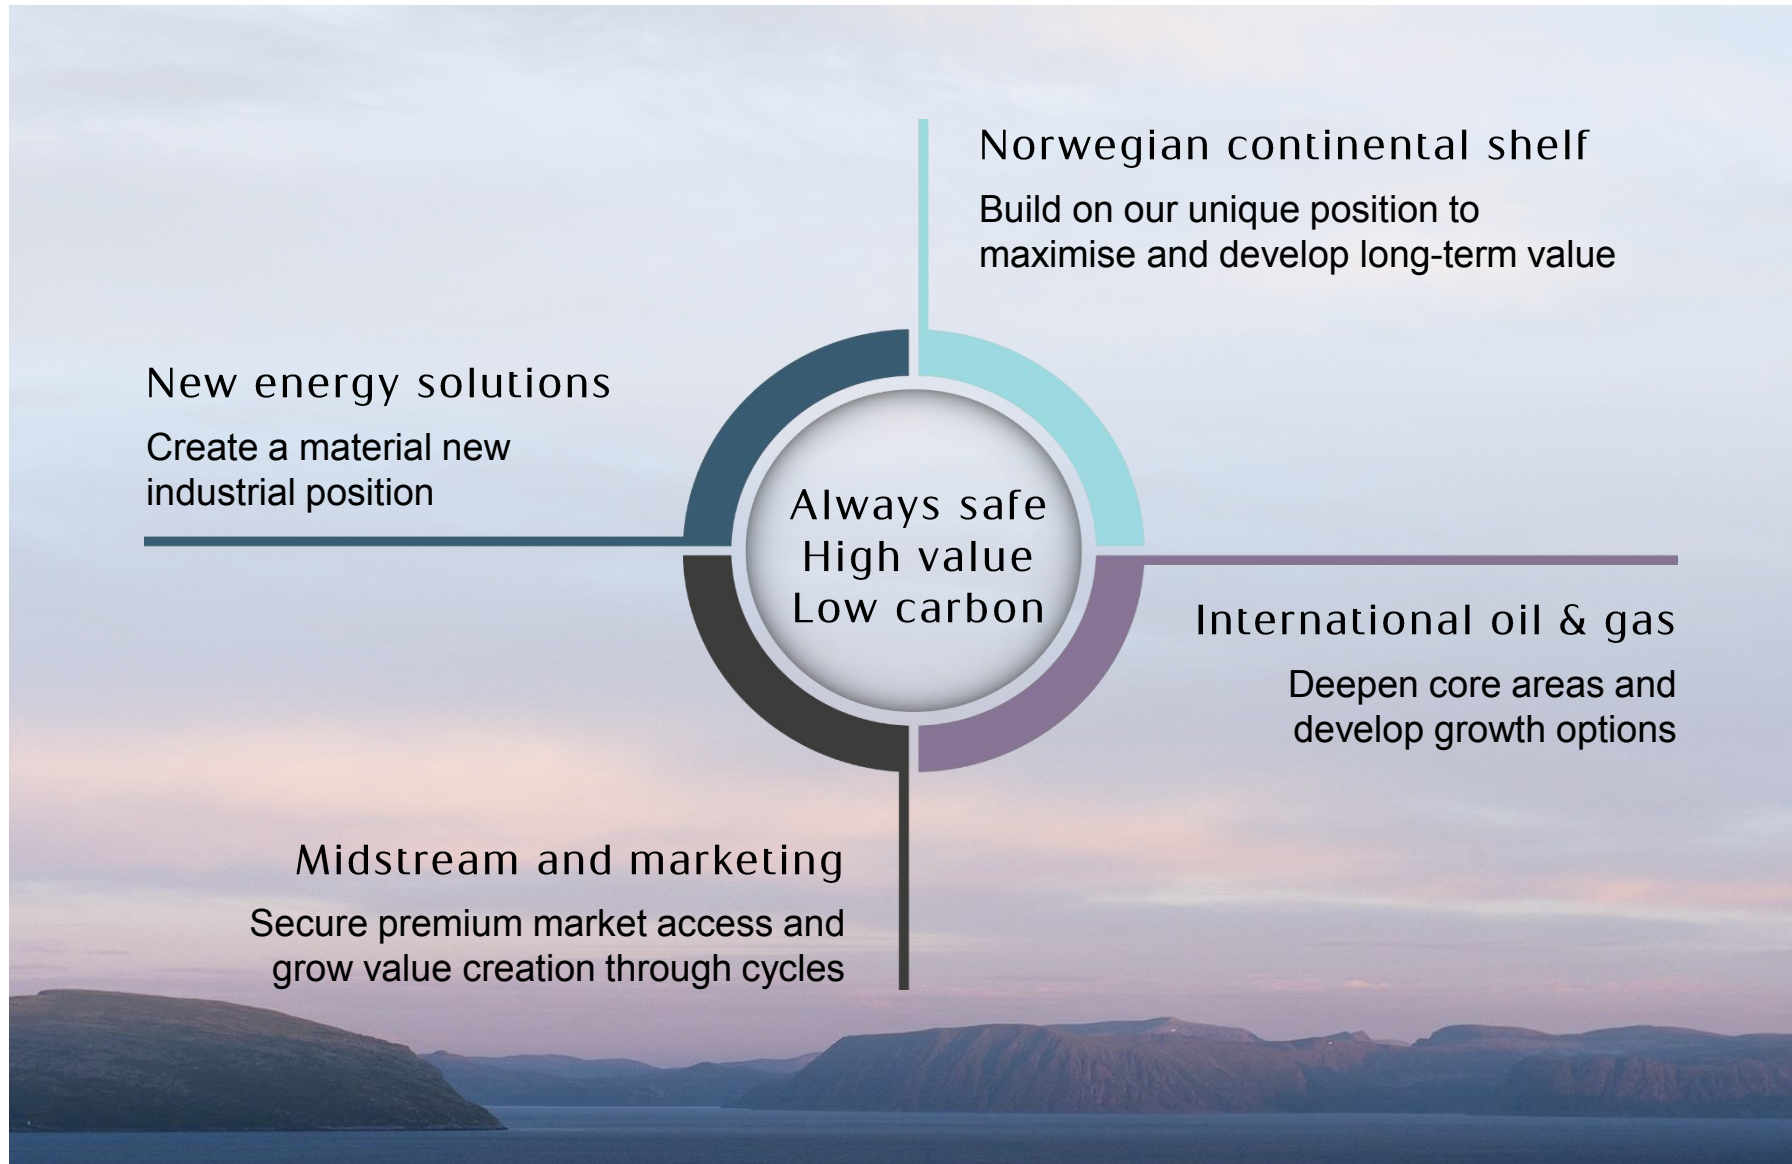 Norwegian continental shelf
Build on our unique position to
maximise and develop long-term value
New energy solutions
Create a material new
industrial position
Always safe
High value
Low carbon
International oil & gas
Deepen core areas and
develop growth options
Midstream and marketing
Secure premium market access and
grow value creation through cycles